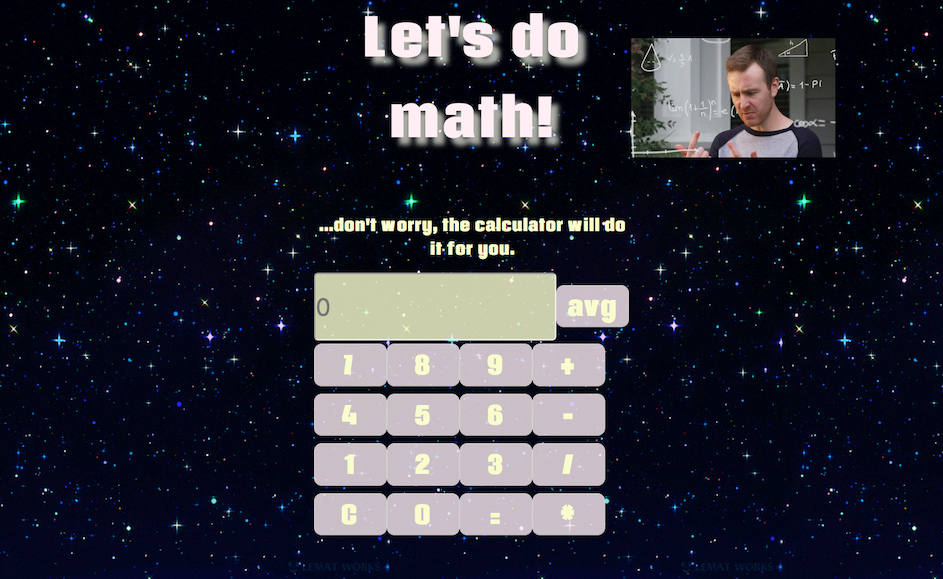 Let's do
math!
...don't worry, the calculator will do
it for you.
0
avg
7 8 9 +
4 5 6 -
1 2 3 /
C 0 = *